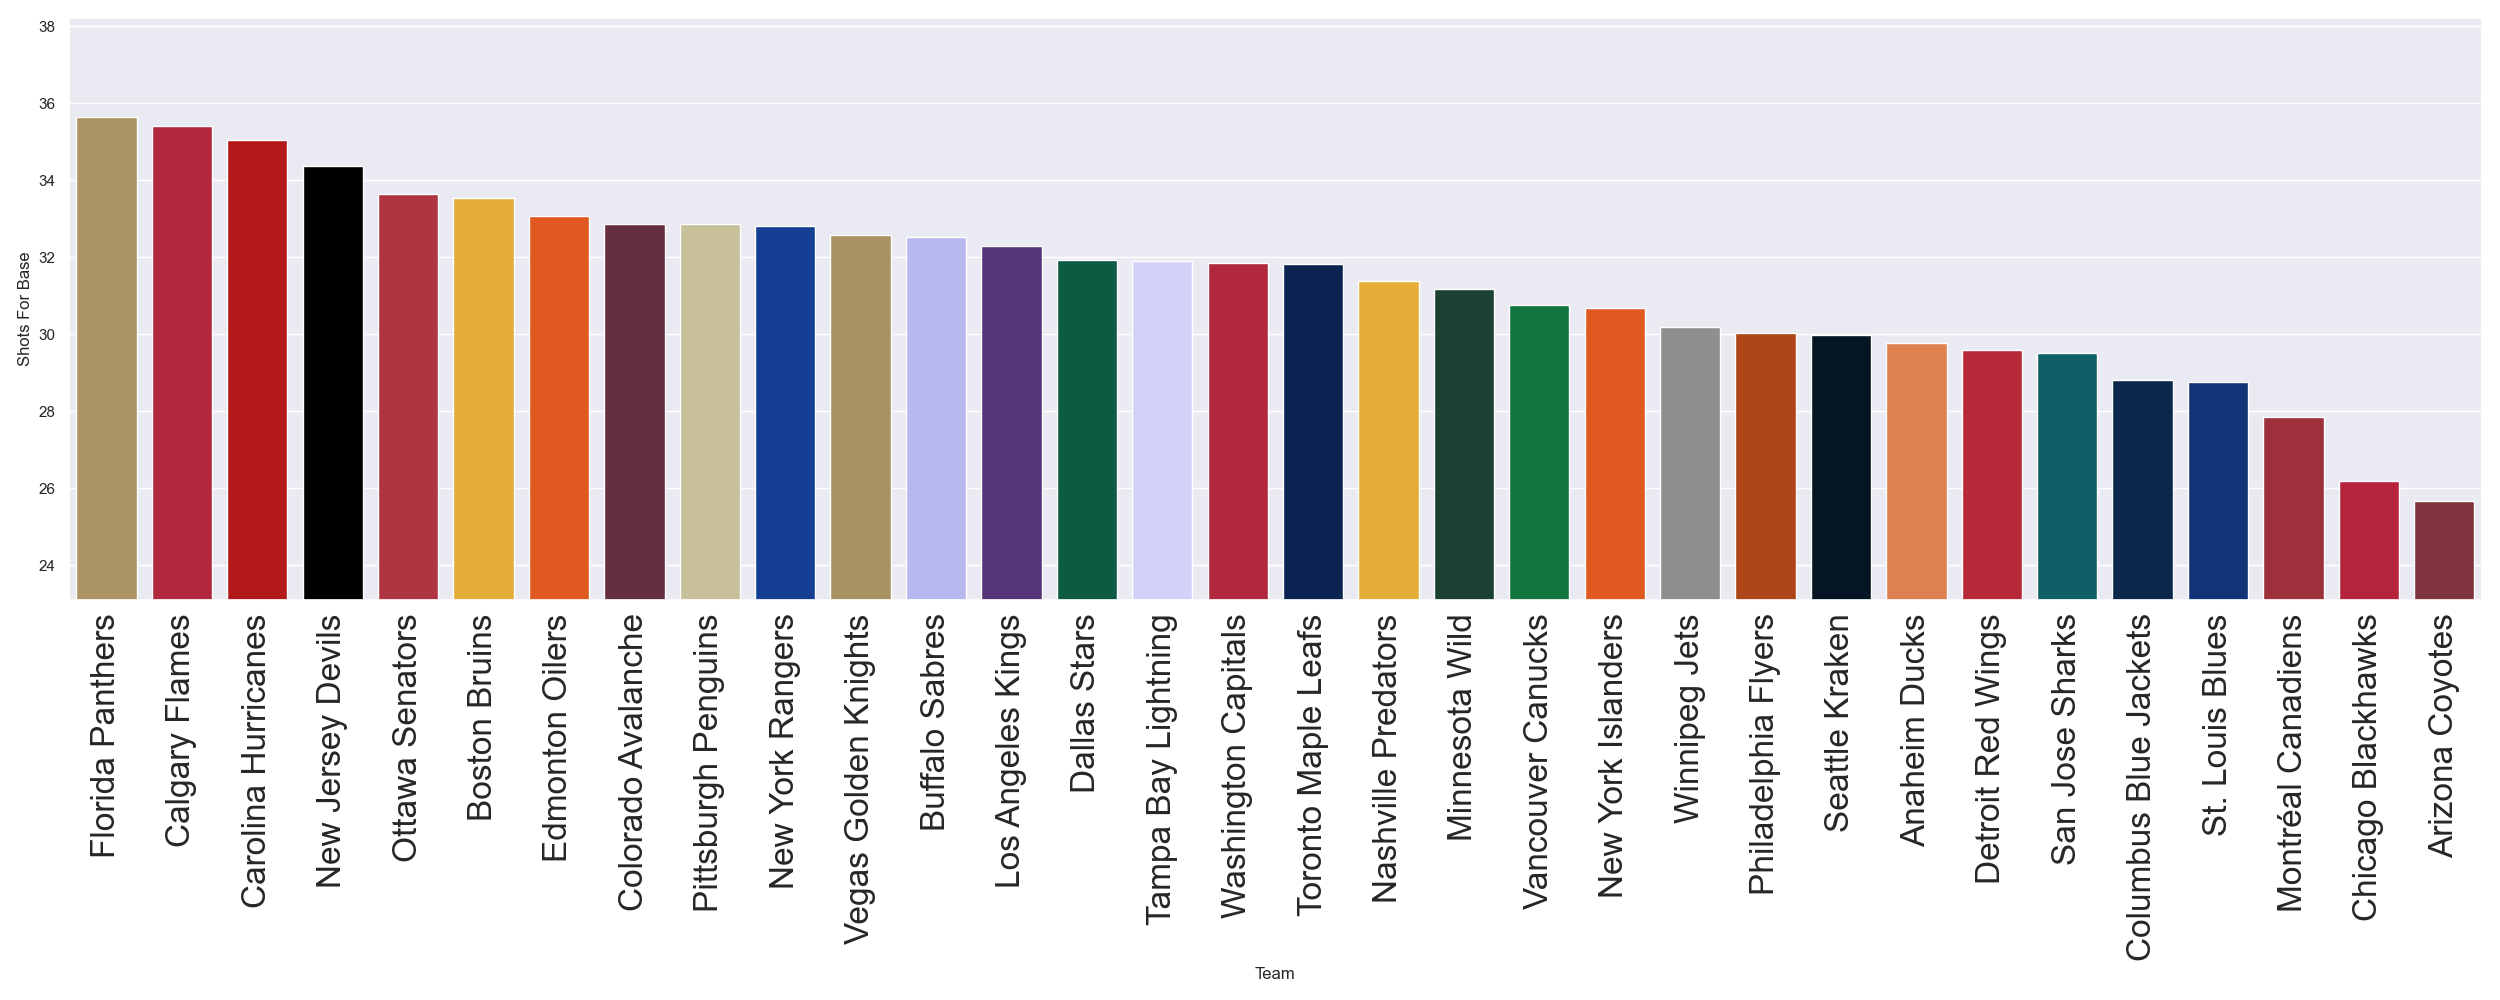 38
36
34
32
30
28
26
24
Shots For Base
Florida Panthers
Calgary Flames
Carolina Hurricanes
New Jersey Devils
Ottawa Senators
Boston Bruins
Edmonton Oilers
Colorado Avalanche
Pittsburgh Penguins
New York Rangers
Vegas Golden Knights
Buffalo Sabres
Los Angeles Kings
Dallas Stars
Tampa Bay Lightning
Washington Capitals
Toronto Maple Leafs
Nashville Predators
Minnesota Wild
Vancouver Canucks
New York Islanders
Winnipeg Jets
Philadelphia Flyers
Seattle Kraken
Anaheim Ducks
Detroit Red Wings
San Jose Sharks
Columbus Blue Jackets
St. Louis Blues
Montréal Canadiens
Chicago Blackhawks
Arizona Coyotes
Team